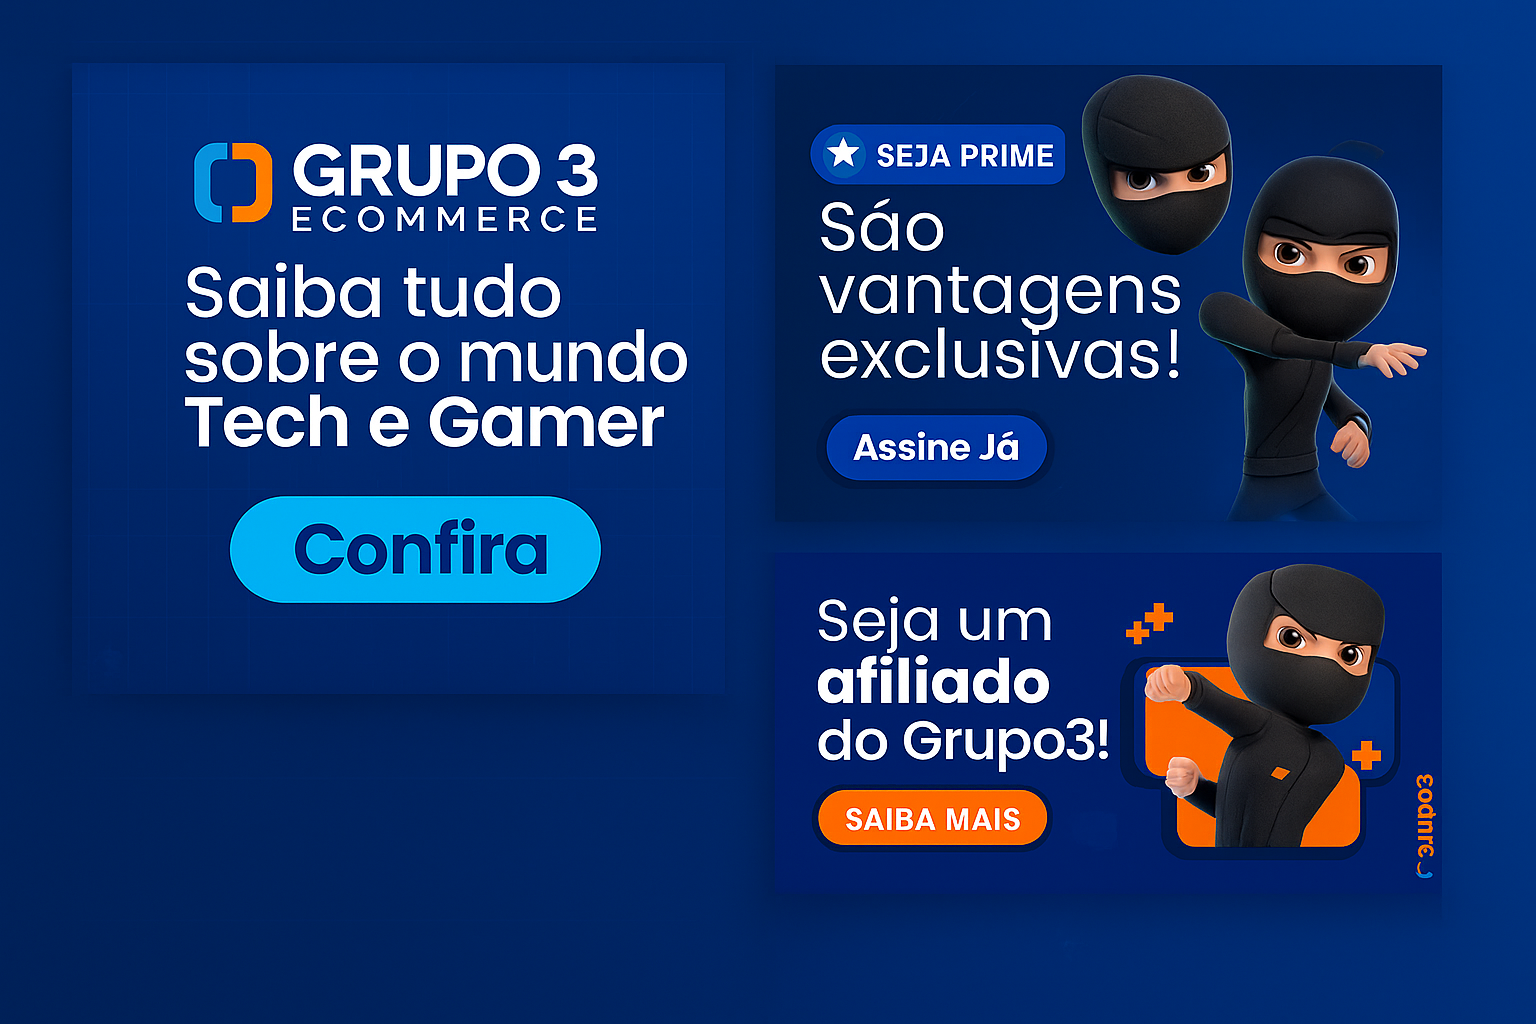 GRUPO 3
ECOMMERCE
Saiba tudo
sobre o mundo
Tech e Gamer
Confira
SEJA PRIME
Sáo
vantagens
exclusivas!
Assine Já
Seja um
afiliado
do Grupo3!
SAIBA MAIS